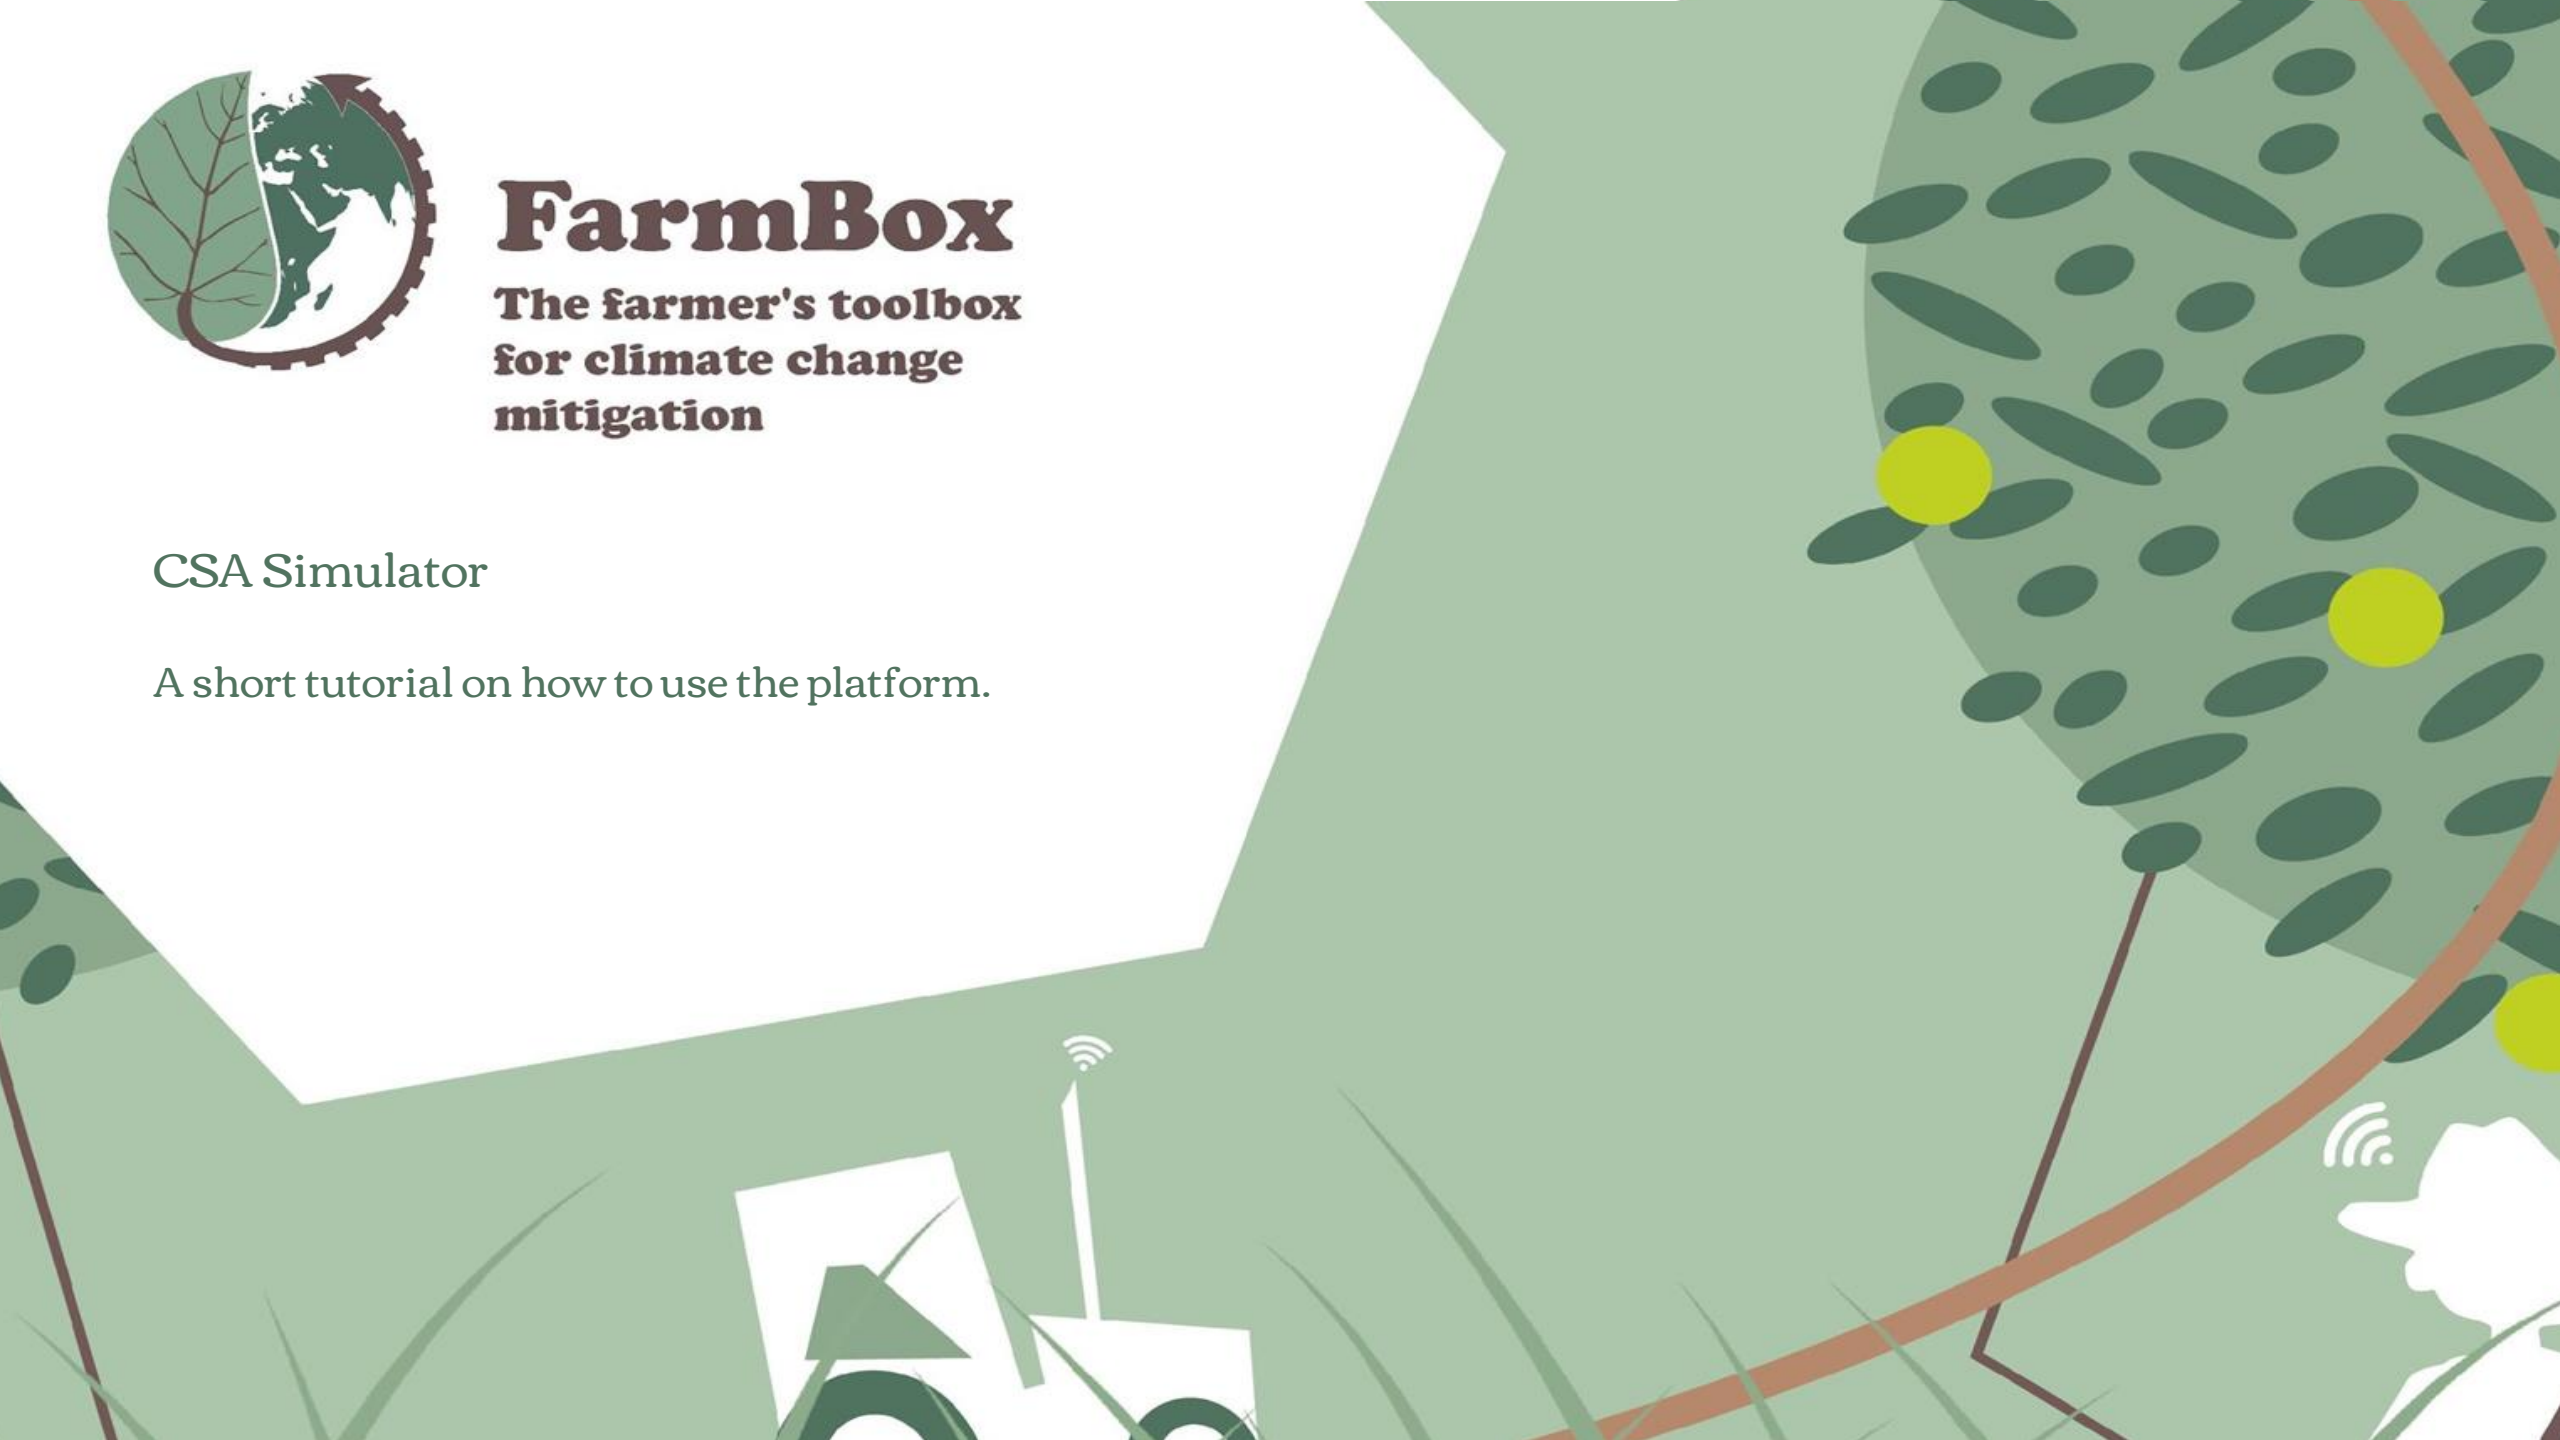 FarmBox
The farmer's toolbox
for climate change
mitigation
CSA Simulator
A short tutorial on how to use the platform.